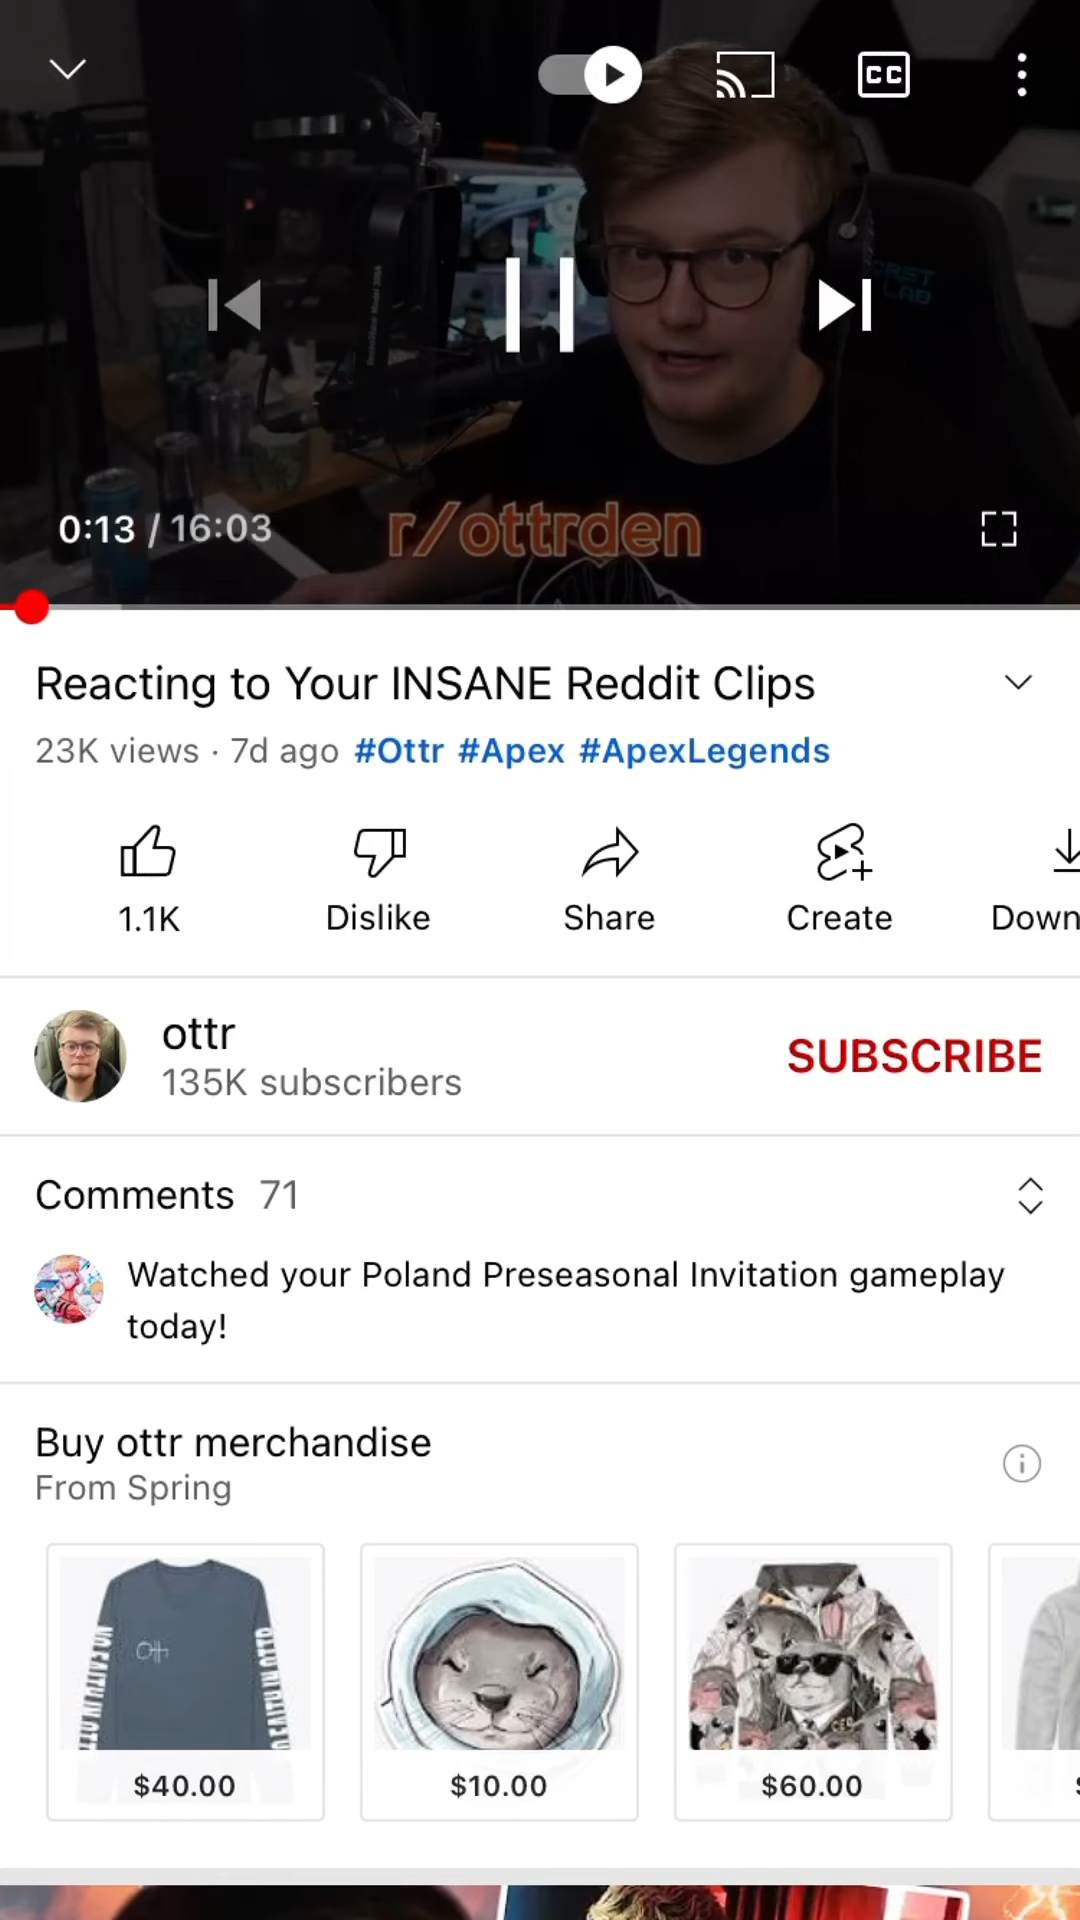 CC
0:13 / 16:03
r/ottrden
Reacting to Your INSANE Reddit Clips
23K views · 7d ago #Ottr #Apex #ApexLegends
1.1K
Dislike
Share
Create
Down
ottr
135K subscribers
SUBSCRIBE
Comments 71
Watched your Poland Preseasonal Invitation gameplay
today!
Buy ottr merchandise
From Spring
$40.00
$10.00
$60.00